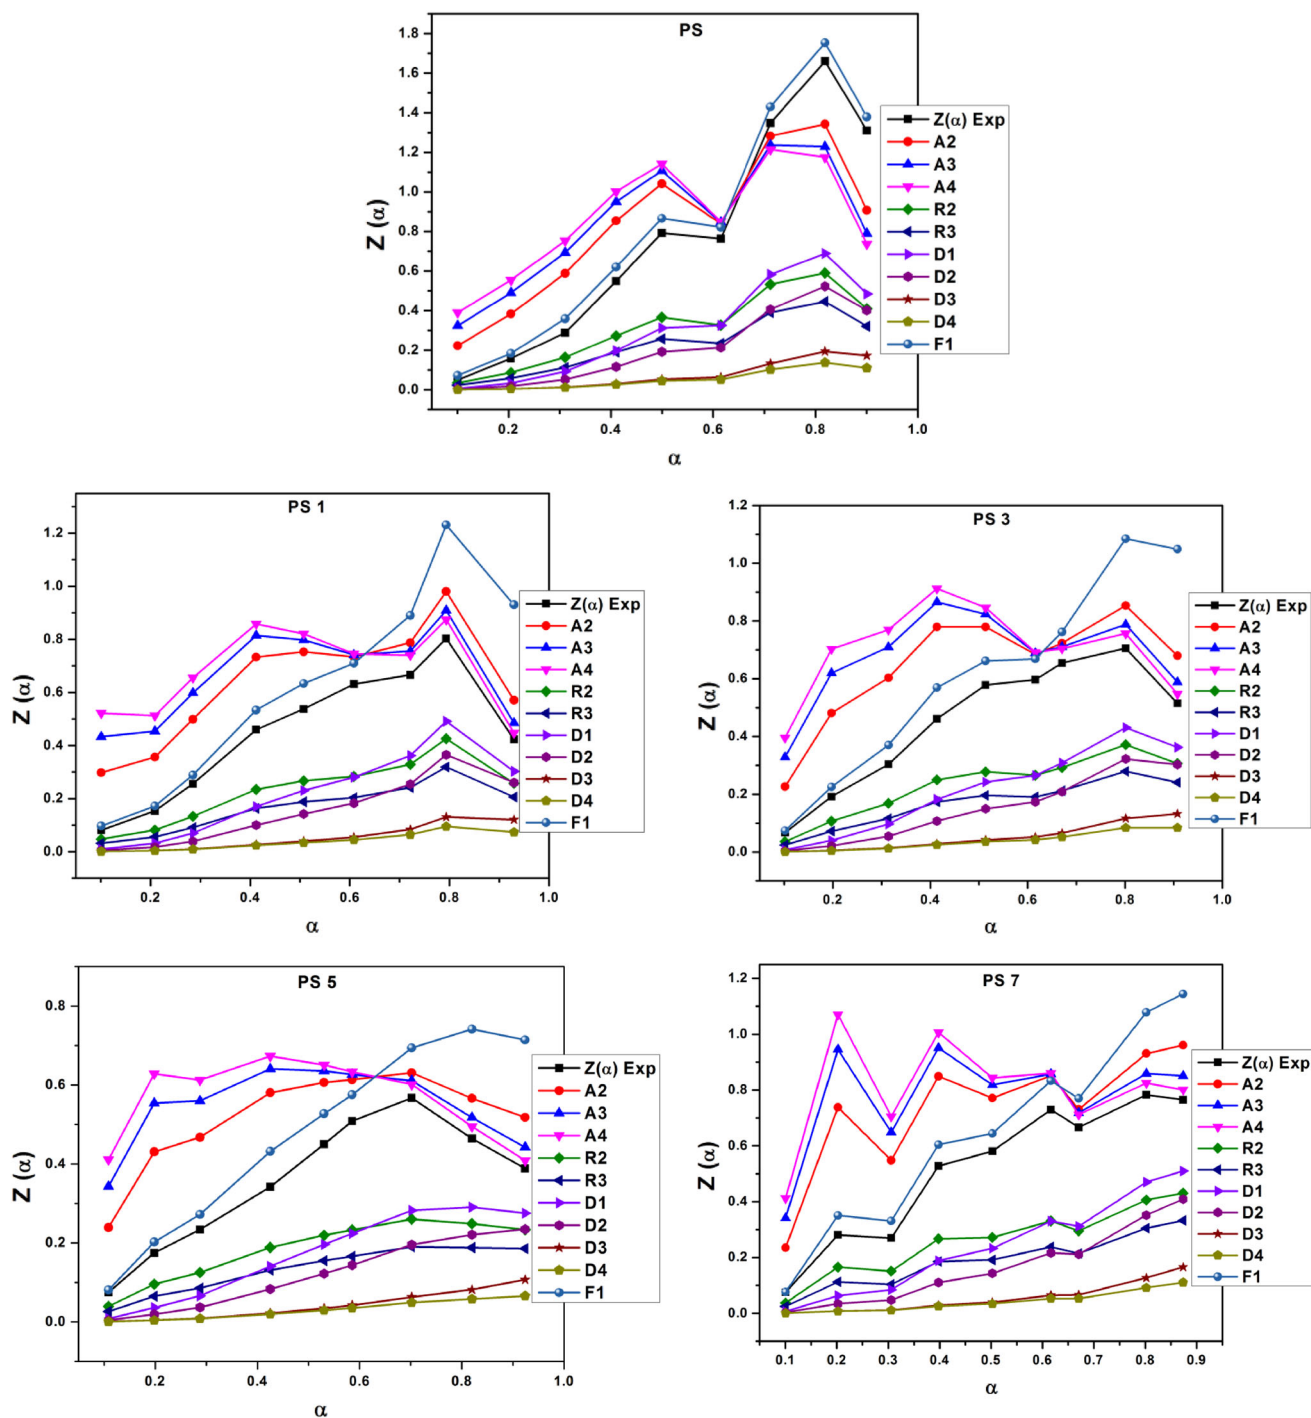 PS
Z (α)
1.8
1.6
1.4
1.2
1.0
0.8
0.6
0.4
0.2
0.0
0.2 0.4 0.6 0.8 1.0
α
Z(α) Exp
A2
A3
A4
R2
R3
D1
D2
D3
D4
F1
PS 1
Z (α)
1.2
1.0
0.8
0.6
0.4
0.2
0.0
0.2 0.4 0.6 0.8 1.0
α
Z(α) Exp
A2
A3
A4
R2
R3
D1
D2
D3
D4
F1
PS 3
Z (α)
1.2
1.0
0.8
0.6
0.4
0.2
0.0
0.2 0.4 0.6 0.8 1.0
α
Z(α) Exp
A2
A3
A4
R2
R3
D1
D2
D3
D4
F1
PS 5
Z (α)
0.8
0.6
0.4
0.2
0.0
0.2 0.4 0.6 0.8 1.0
α
Z(α) Exp
A2
A3
A4
R2
R3
D1
D2
D3
D4
F1
PS 7
Z (α)
1.2
1.0
0.8
0.6
0.4
0.2
0.0
0.1 0.2 0.3 0.4 0.5 0.6 0.7 0.8 0.9
α
Z(α) Exp
A2
A3
A4
R2
R3
D1
D2
D3
D4
F1